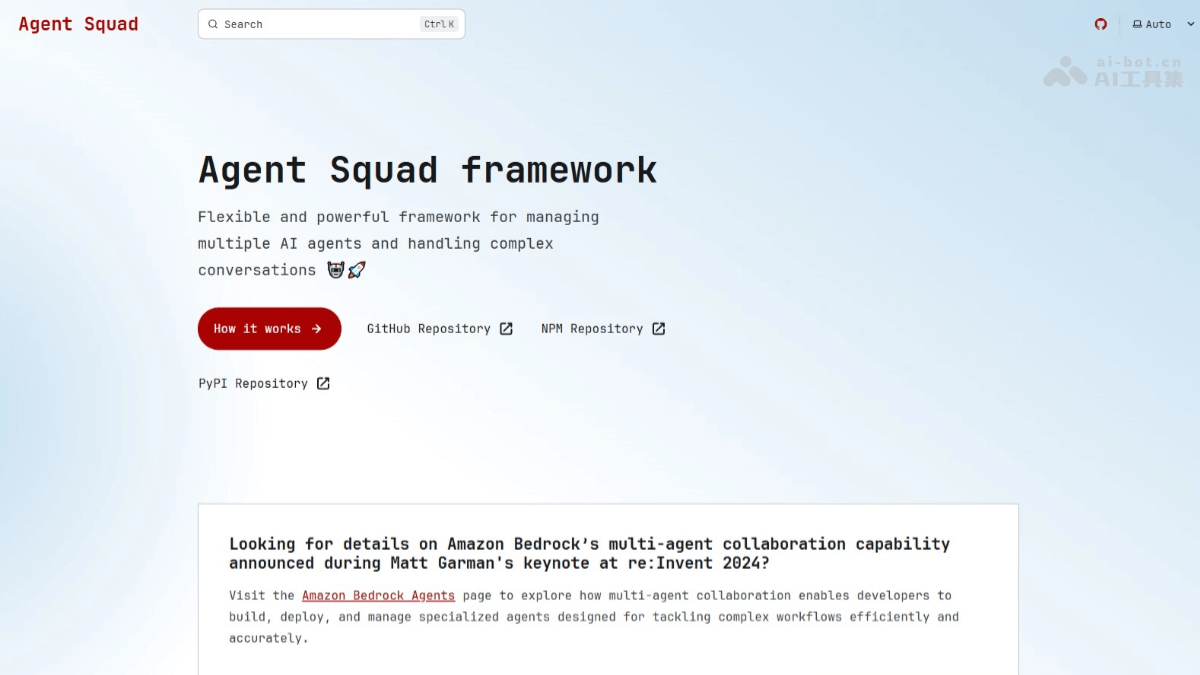 Agent Squad
Search
Ctrl K
Auto
ai-bot.cn
AI工具集
Agent Squad framework
Flexible and powerful framework for managing
multiple AI agents and handling complex
conversations
How it works →
GitHub Repository
NPM Repository
PyPI Repository
Looking for details on Amazon Bedrock’s multi-agent collaboration capability
announced during Matt Garman's keynote at re:Invent 2024?
Visit the Amazon Bedrock Agents page to explore how multi-agent collaboration enables developers to
build, deploy, and manage specialized agents designed for tackling complex workflows efficiently and
accurately.